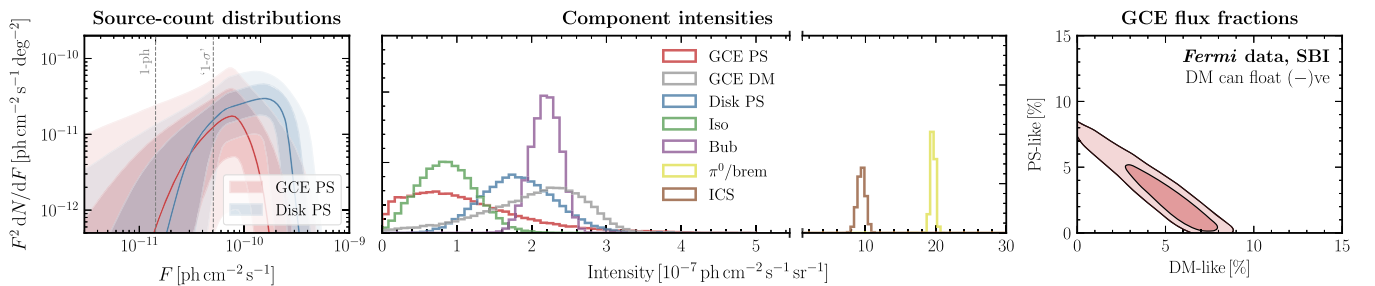 Source-count distributions
F² dN/dF [ph cm⁻² s⁻¹ deg⁻²]
10⁻¹⁰
10⁻¹¹
10⁻¹²
1-ph
'1-σ'
GCE PS
Disk PS
10⁻¹¹ 10⁻¹⁰ 10⁻⁹
F [ph cm⁻² s⁻¹]
Component intensities
GCE PS
GCE DM
Disk PS
Iso
Bub
π⁰/brem
ICS
0 1 2 3 4 5 10 20 30
Intensity [10⁻⁷ ph cm⁻² s⁻¹ sr⁻¹]
GCE flux fractions
Fermi data, SBI
DM can float (−)ve
PS-like [%]
15
10
5
0
0 5 10 15
DM-like [%]